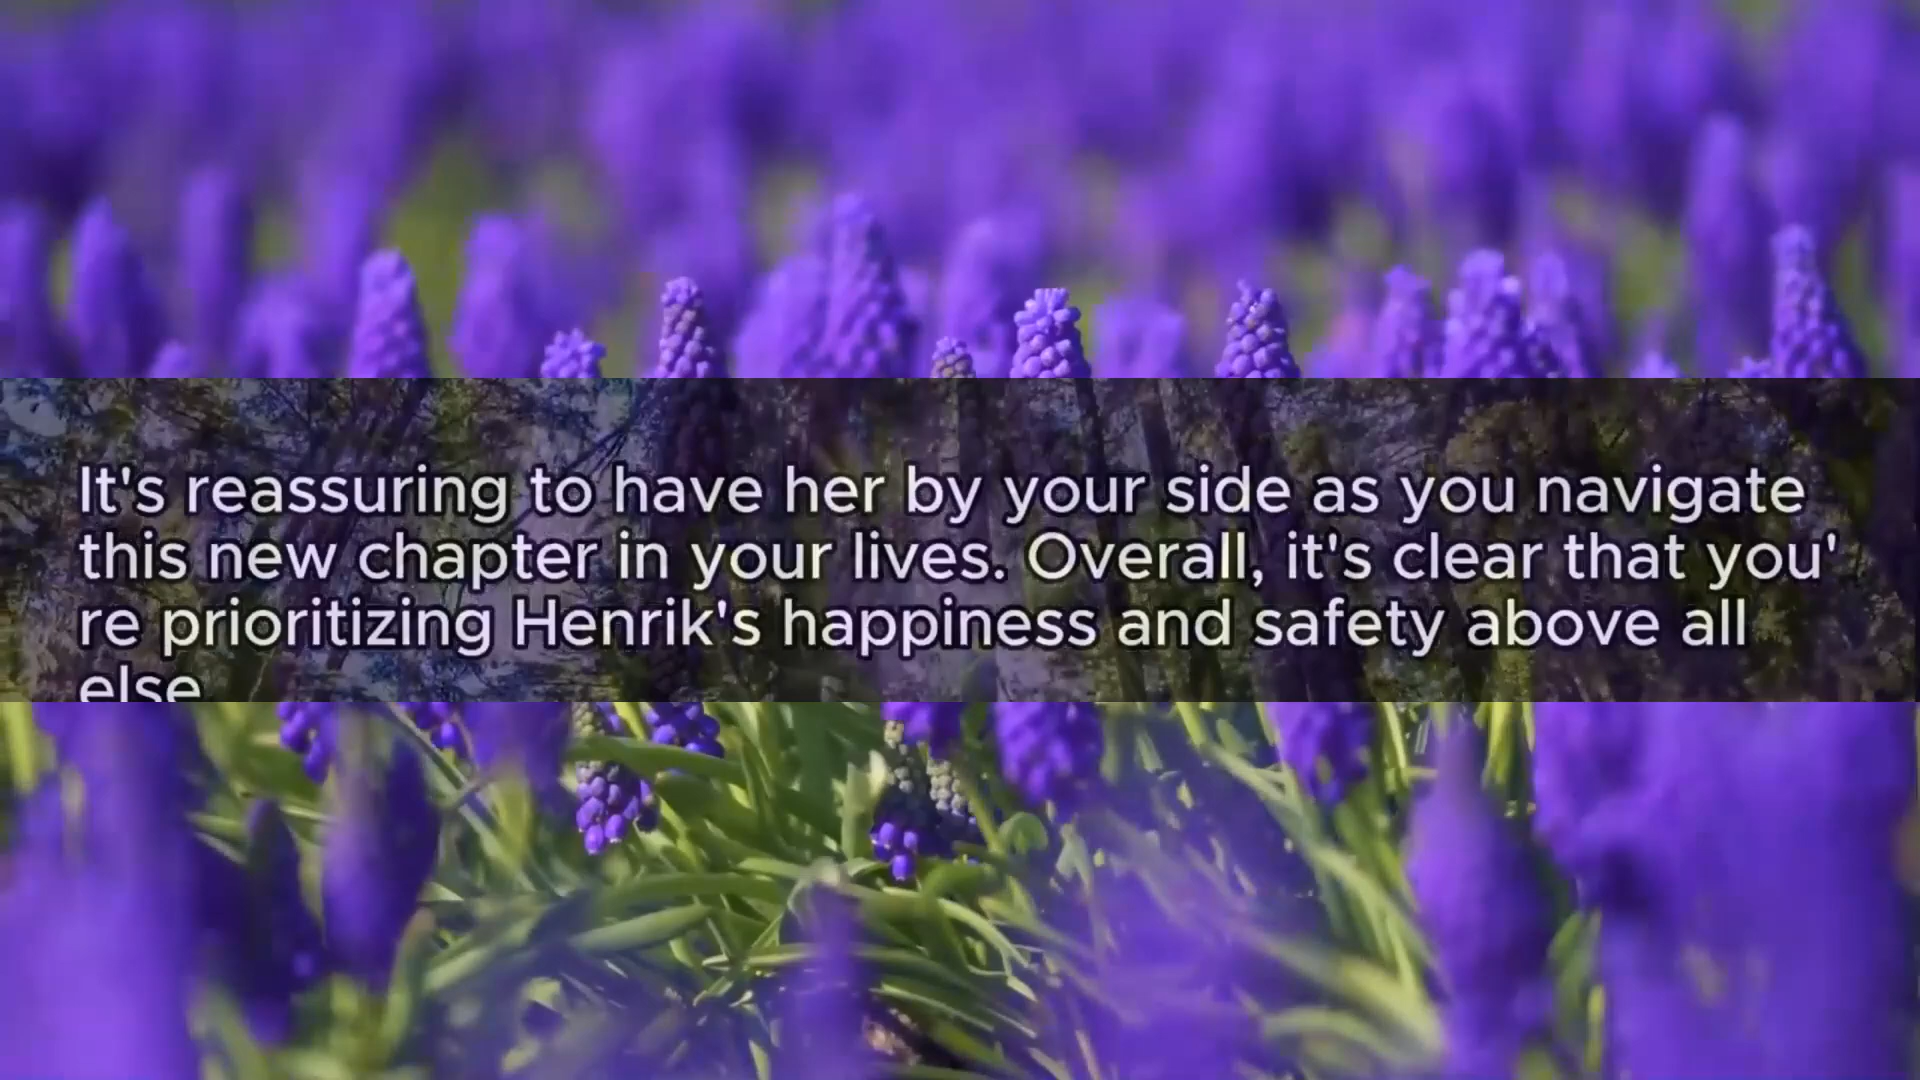 It's reassuring to have her by your side as you navigate
this new chapter in your lives. Overall, it's clear that you'
re prioritizing Henrik's happiness and safety above all
else